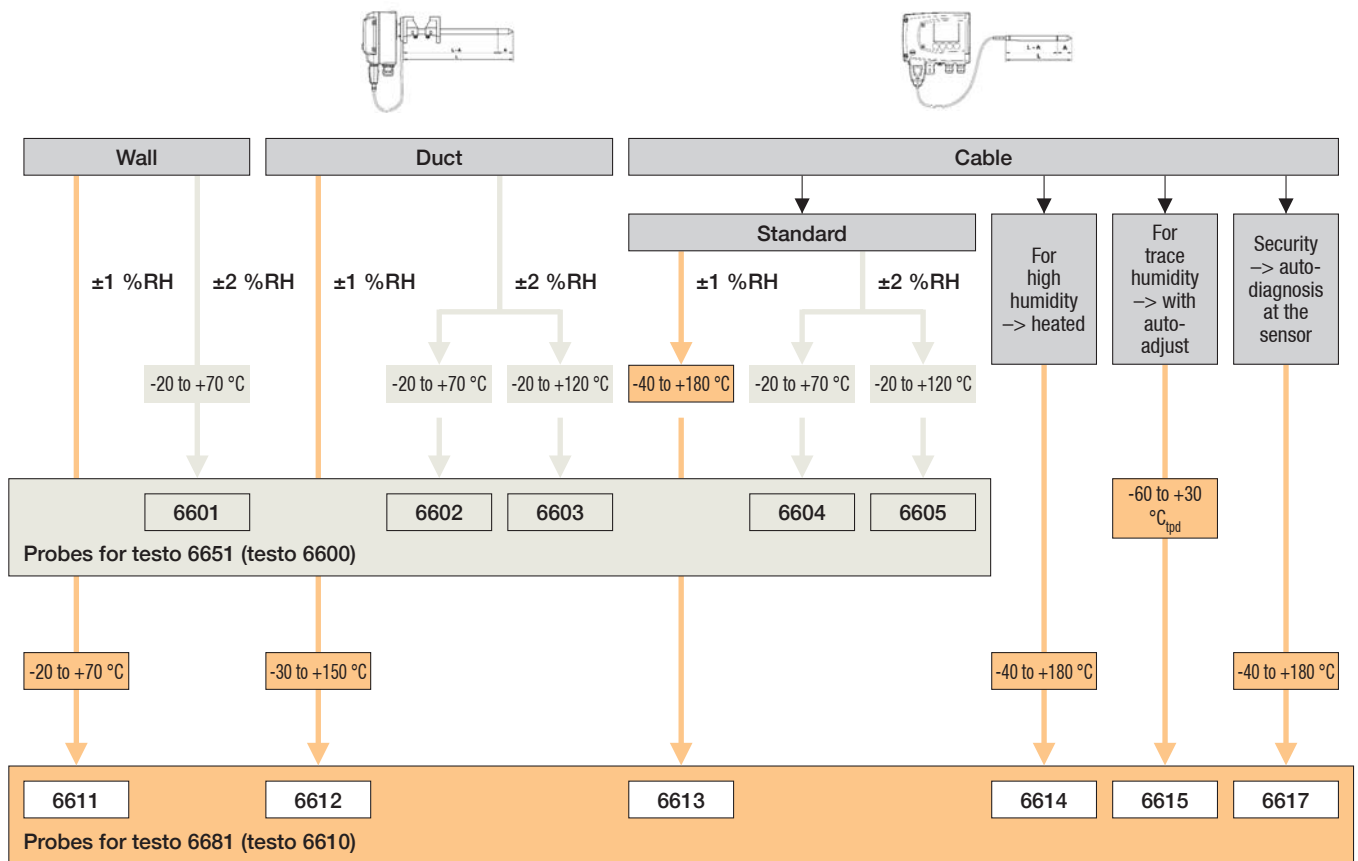 L-A
A
L
L - A
A
L
Wall
Duct
Cable
Standard
For
high
humidity
–> heated
For
trace
humidity
–> with
auto-
adjust
Security
–> auto-
diagnosis
at the
sensor
±1 %RH
±2 %RH
±1 %RH
±2 %RH
±1 %RH
±2 %RH
-20 to +70 °C
-20 to +70 °C
-20 to +120 °C
-40 to +180 °C
-20 to +70 °C
-20 to +120 °C
6601
6602
6603
6604
6605
-60 to +30
°Ctpd
Probes for testo 6651 (testo 6600)
-20 to +70 °C
-30 to +150 °C
-40 to +180 °C
-40 to +180 °C
6611
6612
6613
6614
6615
6617
Probes for testo 6681 (testo 6610)